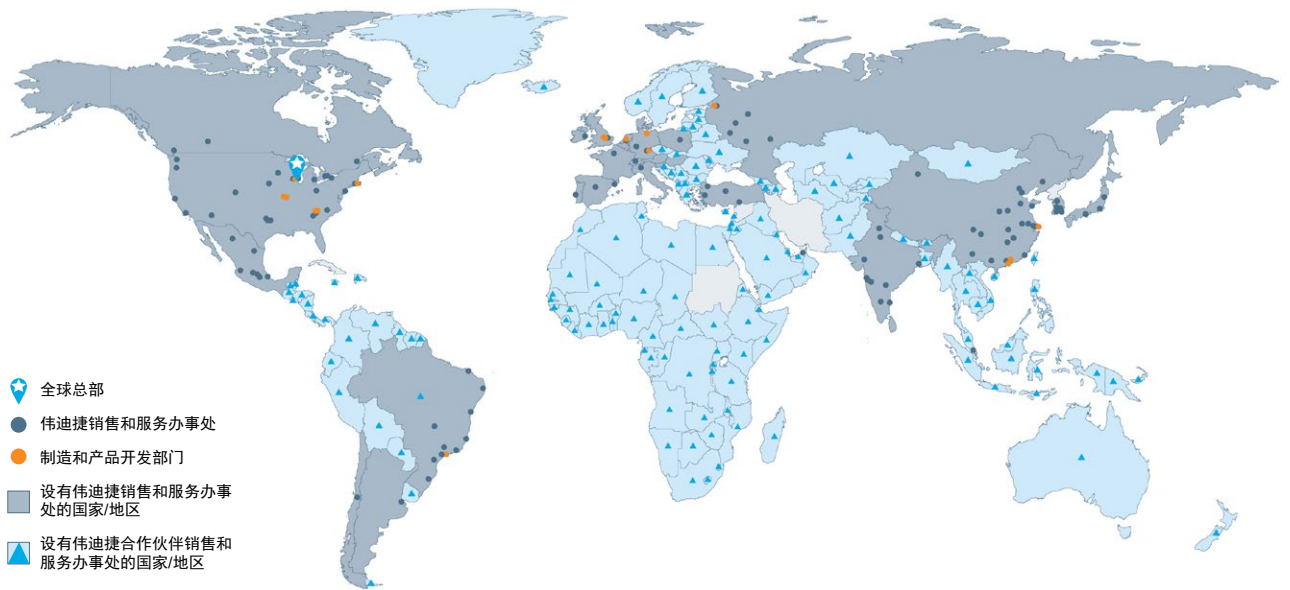 全球总部
伟迪捷销售和服务办事处
制造和产品开发部门
设有伟迪捷销售和服务办事
处的国家/地区
设有伟迪捷合作伙伴销售和
服务办事处的国家/地区